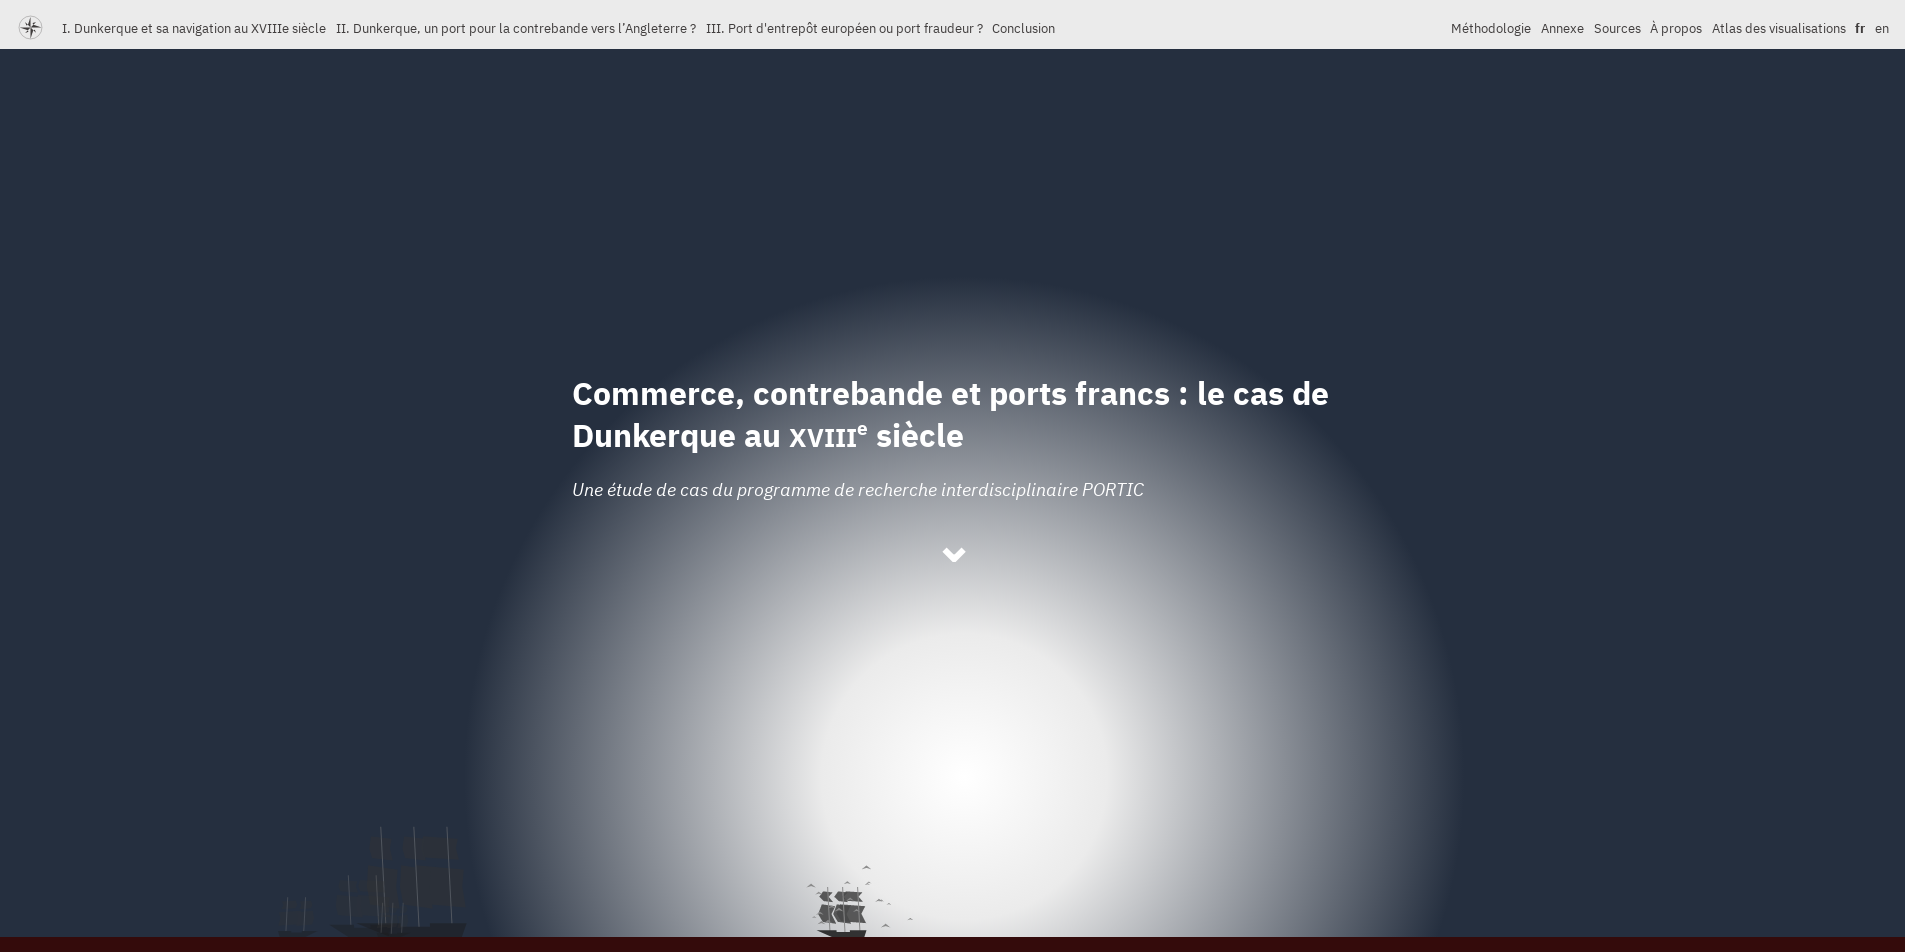 I. Dunkerque et sa navigation au XVIIIe siècle II. Dunkerque, un port pour la contrebande vers l’Angleterre ? III. Port d'entrepôt européen ou port fraudeur ? Conclusion Méthodologie Annexe Sources À propos Atlas des visualisations fr en
Commerce, contrebande et ports francs : le cas de
Dunkerque au XVIIIe siècle
Une étude de cas du programme de recherche interdisciplinaire PORTIC